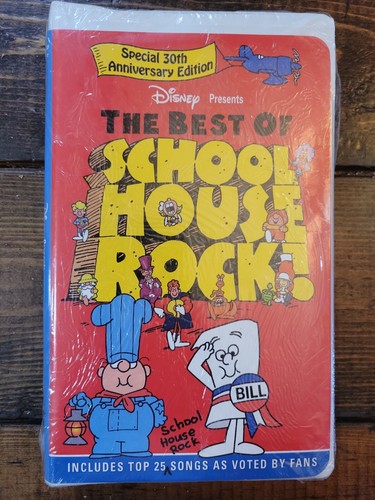 Special 30th
Anniversary Edition
Disney Presents
THE BEST OF
SCHOOL
HOUSE
ROCK!
BILL
School
House
Rock
INCLUDES TOP 25 SONGS AS VOTED BY FANS